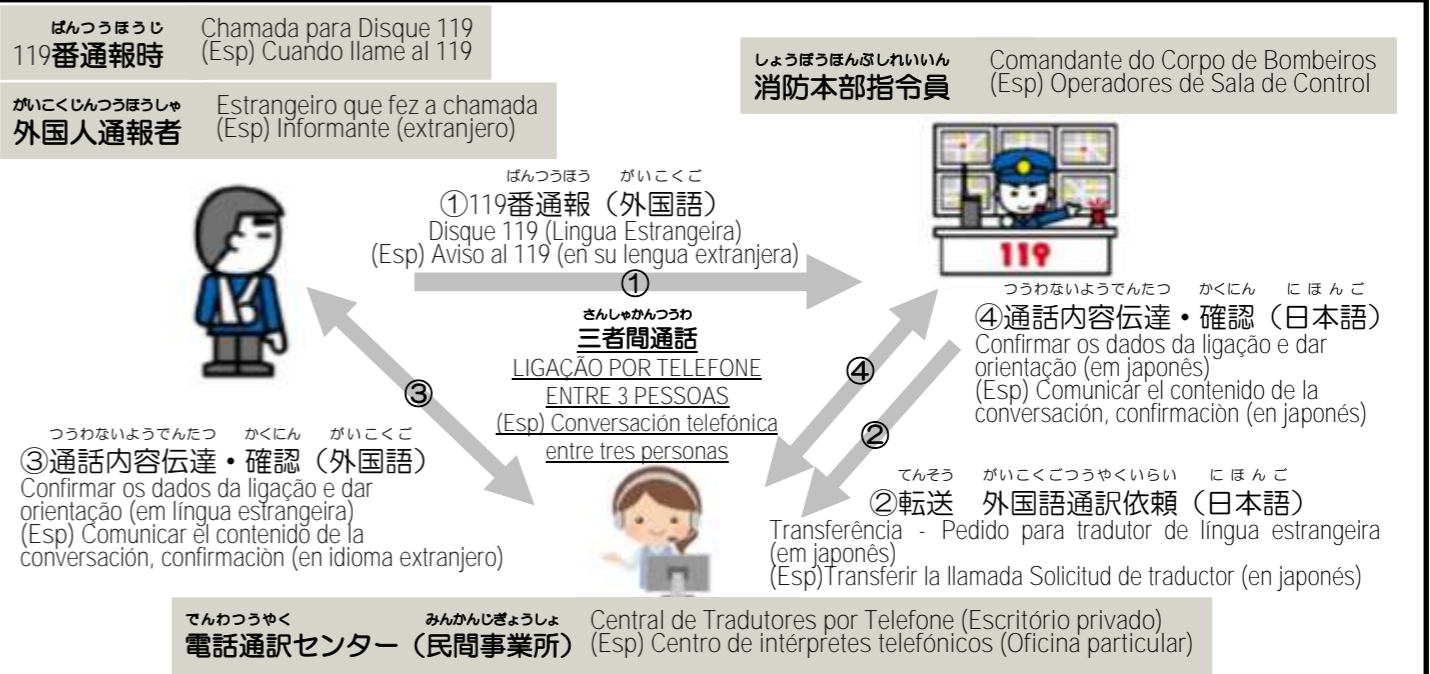 ばんつうほうじ
119番通報時
Chamada para Disque 119
(Esp) Cuando llame al 119
がいこくじんつうほうしゃ
外国人通報者
Estrangeiro que fez a chamada
(Esp) Informante (extranjero)
しょうぼうほんぶしれいいん
消防本部指令員
Comandante do Corpo de Bombeiros
(Esp) Operadores de Sala de Control
119
ばんつうほう がいこくご
①119番通報（外国語）
Disque 119 (Lingua Estrangeira)
(Esp) Aviso al 119 (en su lengua extranjera)
①
さんしゃかんつうわ
三者間通話
LIGAÇÃO POR TELEFONE
ENTRE 3 PESSOAS
(Esp) Conversación telefónica
entre tres personas
③
④
②
つうわないようでんたつ かくにん にほんご
④通話内容伝達・確認（日本語）
Confirmar os dados da ligação e dar
orientação (em japonês)
(Esp) Comunicar el contenido de la
conversación, confirmaciòn (en japonés)
つうわないようでんたつ かくにん がいこくご
③通話内容伝達・確認（外国語）
Confirmar os dados da ligação e dar
orientação (em língua estrangeira)
(Esp) Comunicar el contenido de la
conversación, confirmaciòn (en idioma extranjero)
てんそう がいこくごつうやくいらい にほんご
②転送 外国語通訳依頼（日本語）
Transferência - Pedido para tradutor de língua estrangeira
(em japonês)
(Esp)Transferir la llamada Solicitud de traductor (en japonés)
でんわつうやく みんかんじぎょうしょ
電話通訳センター（民間事業所）
Central de Tradutores por Telefone (Escritório privado)
(Esp) Centro de intérpretes telefónicos (Oficina particular)